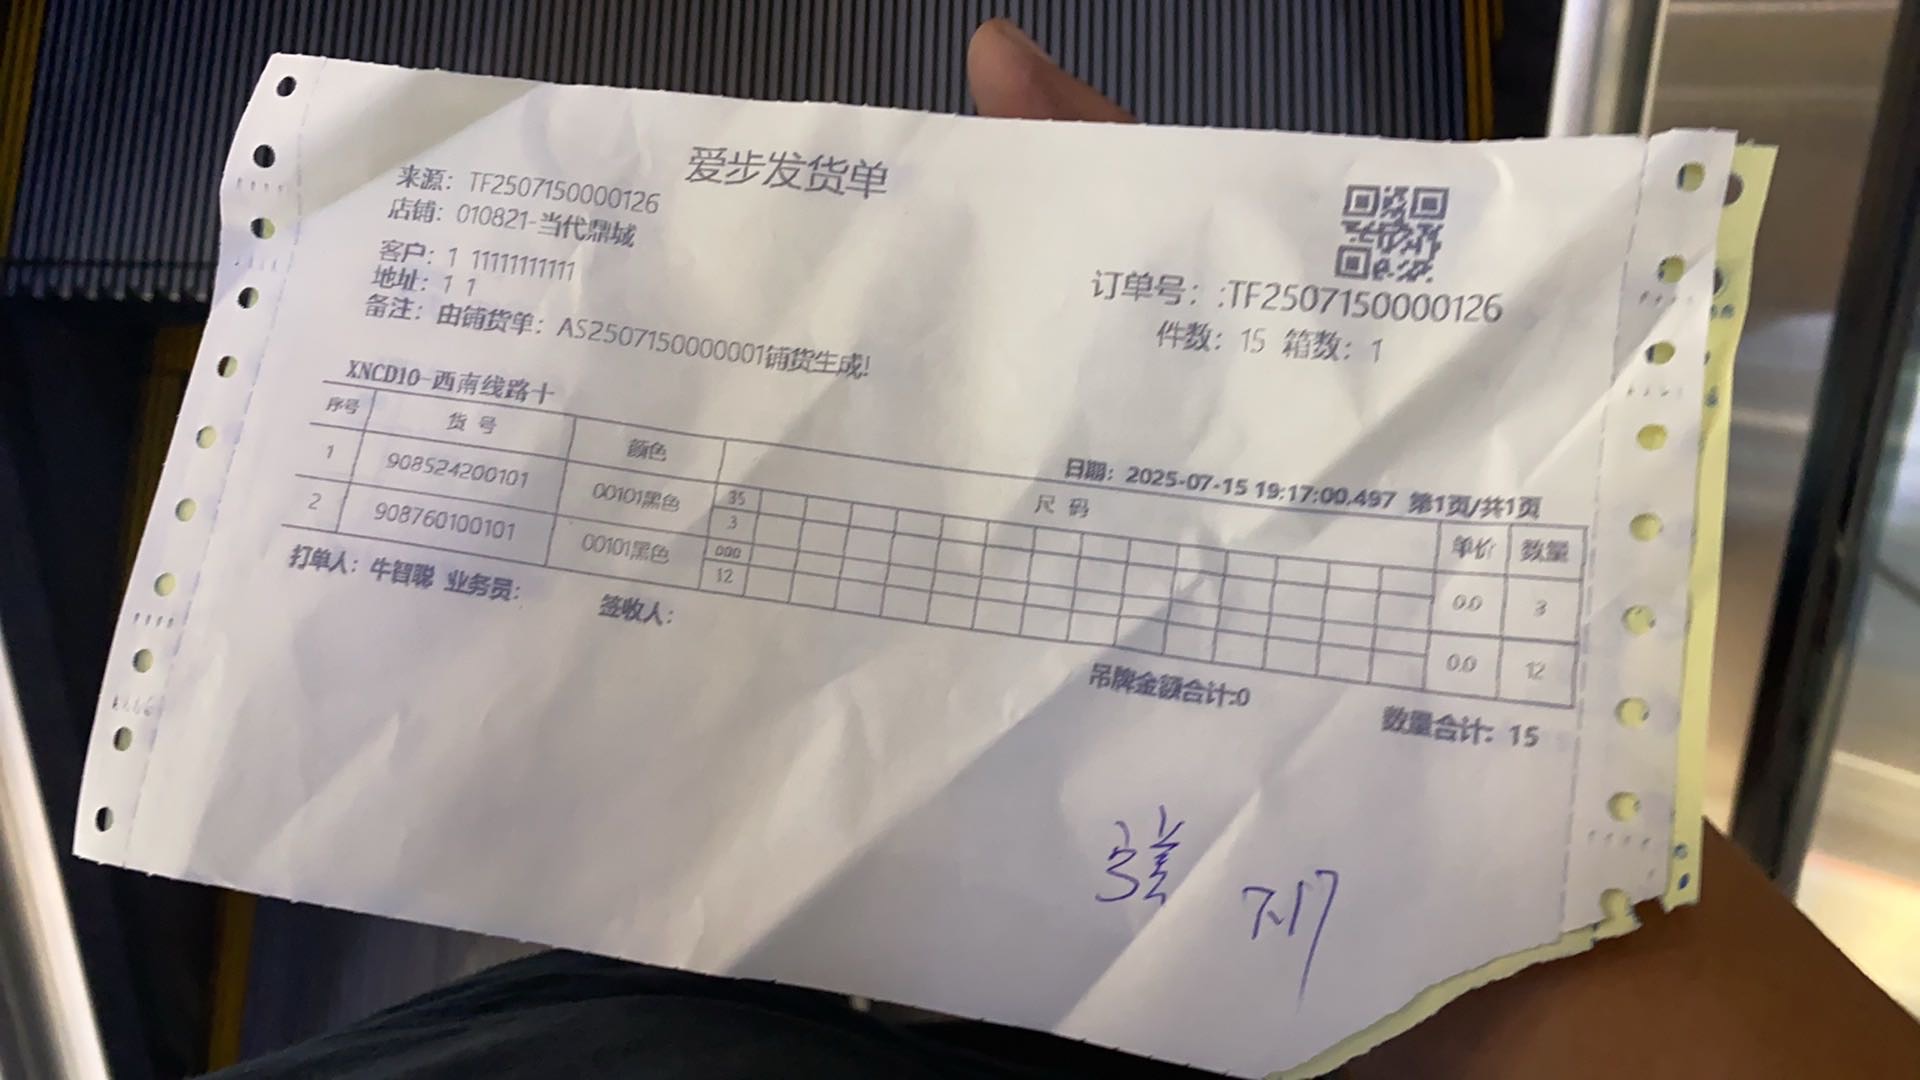 爱步发货单
来源：TF2507150000126
店铺：010821-当代鼎城
客户：1 11111111111
地址：1 1
备注：由铺货单：AS2507150000001铺货生成!
订单号：:TF2507150000126
件数：15 箱数：1
XNCD10-西南线路十
日期：2025-07-15 19:17:00.497 第1页/共1页
序号 货 号 颜色 尺 码 单价 数量
1 908524200101 00101黑色 35 3 0.0 3
2 908760100101 00101黑色 000 12 0.0 12
打单人：牛智聪 业务员： 签收人：
吊牌金额合计:0 数量合计：15
7.17